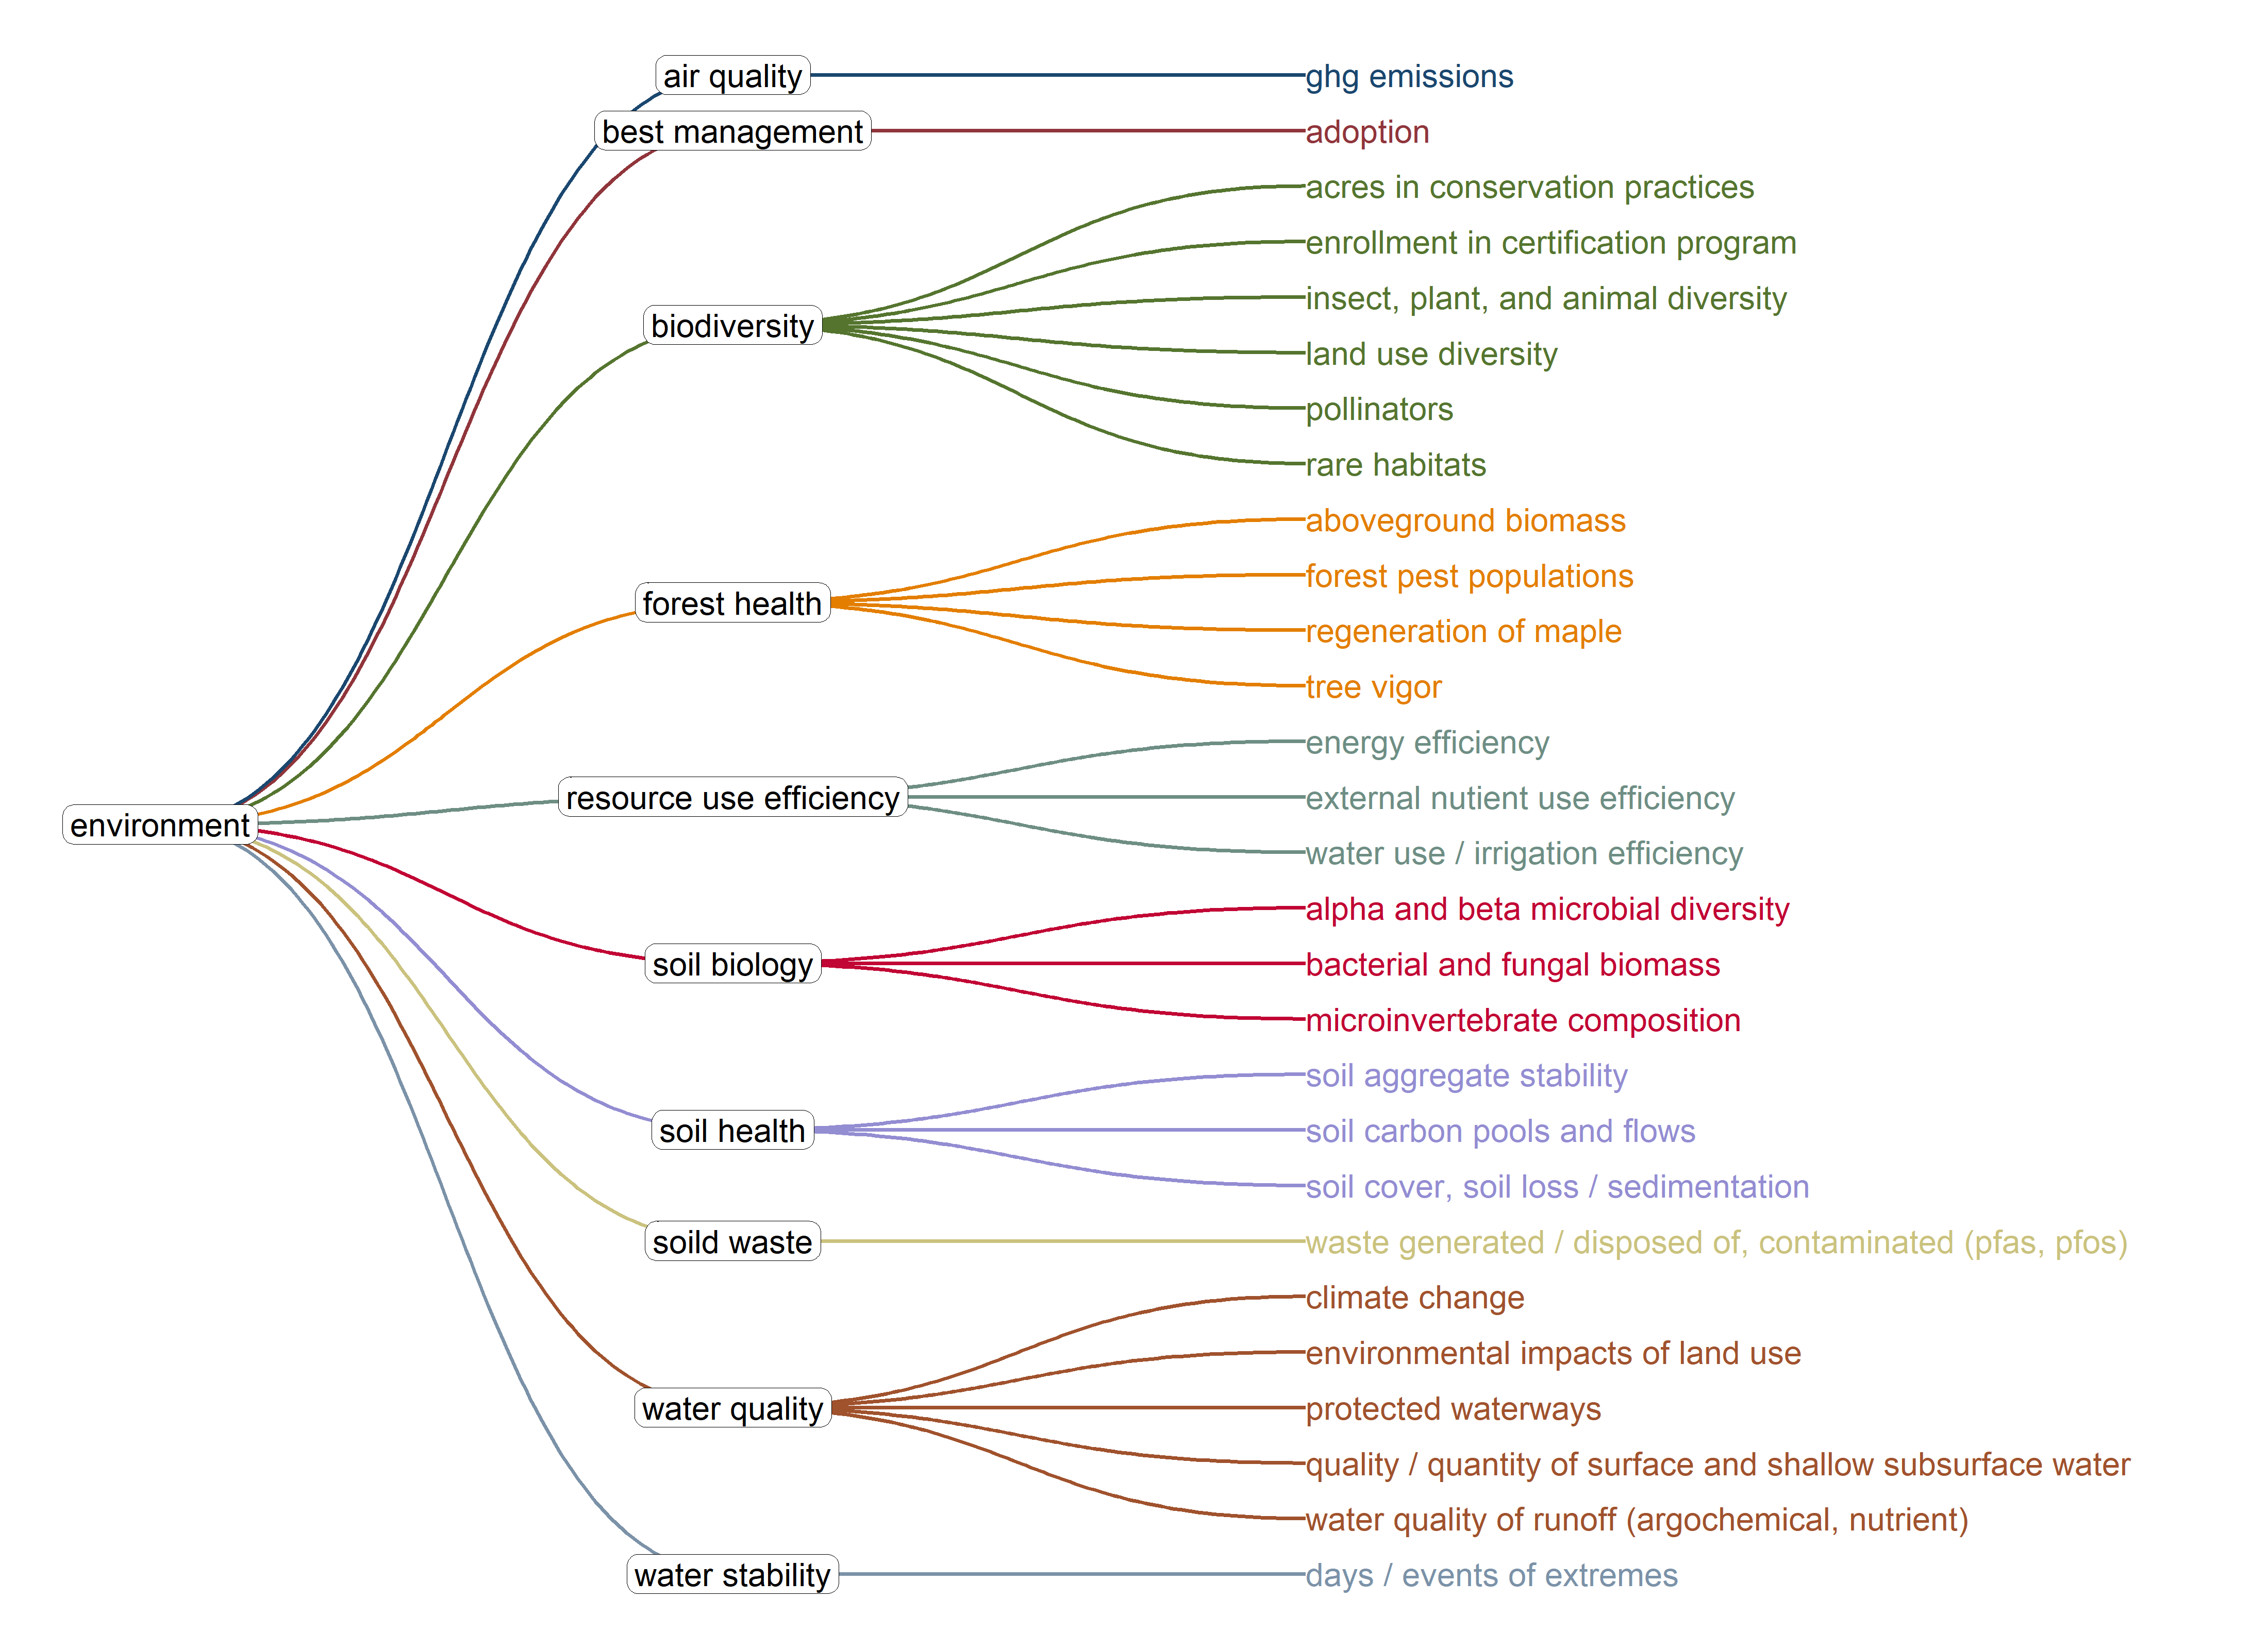 air quality
ghg emissions
best management
adoption
acres in conservation practices
enrollment in certification program
insect, plant, and animal diversity
biodiversity
land use diversity
pollinators
rare habitats
aboveground biomass
forest pest populations
forest health
regeneration of maple
tree vigor
energy efficiency
resource use efficiency
external nutient use efficiency
environment
water use / irrigation efficiency
alpha and beta microbial diversity
soil biology
bacterial and fungal biomass
microinvertebrate composition
soil aggregate stability
soil health
soil carbon pools and flows
soil cover, soil loss / sedimentation
soild waste
waste generated / disposed of, contaminated (pfas, pfos)
climate change
environmental impacts of land use
water quality
protected waterways
quality / quantity of surface and shallow subsurface water
water quality of runoff (argochemical, nutrient)
water stability
days / events of extremes